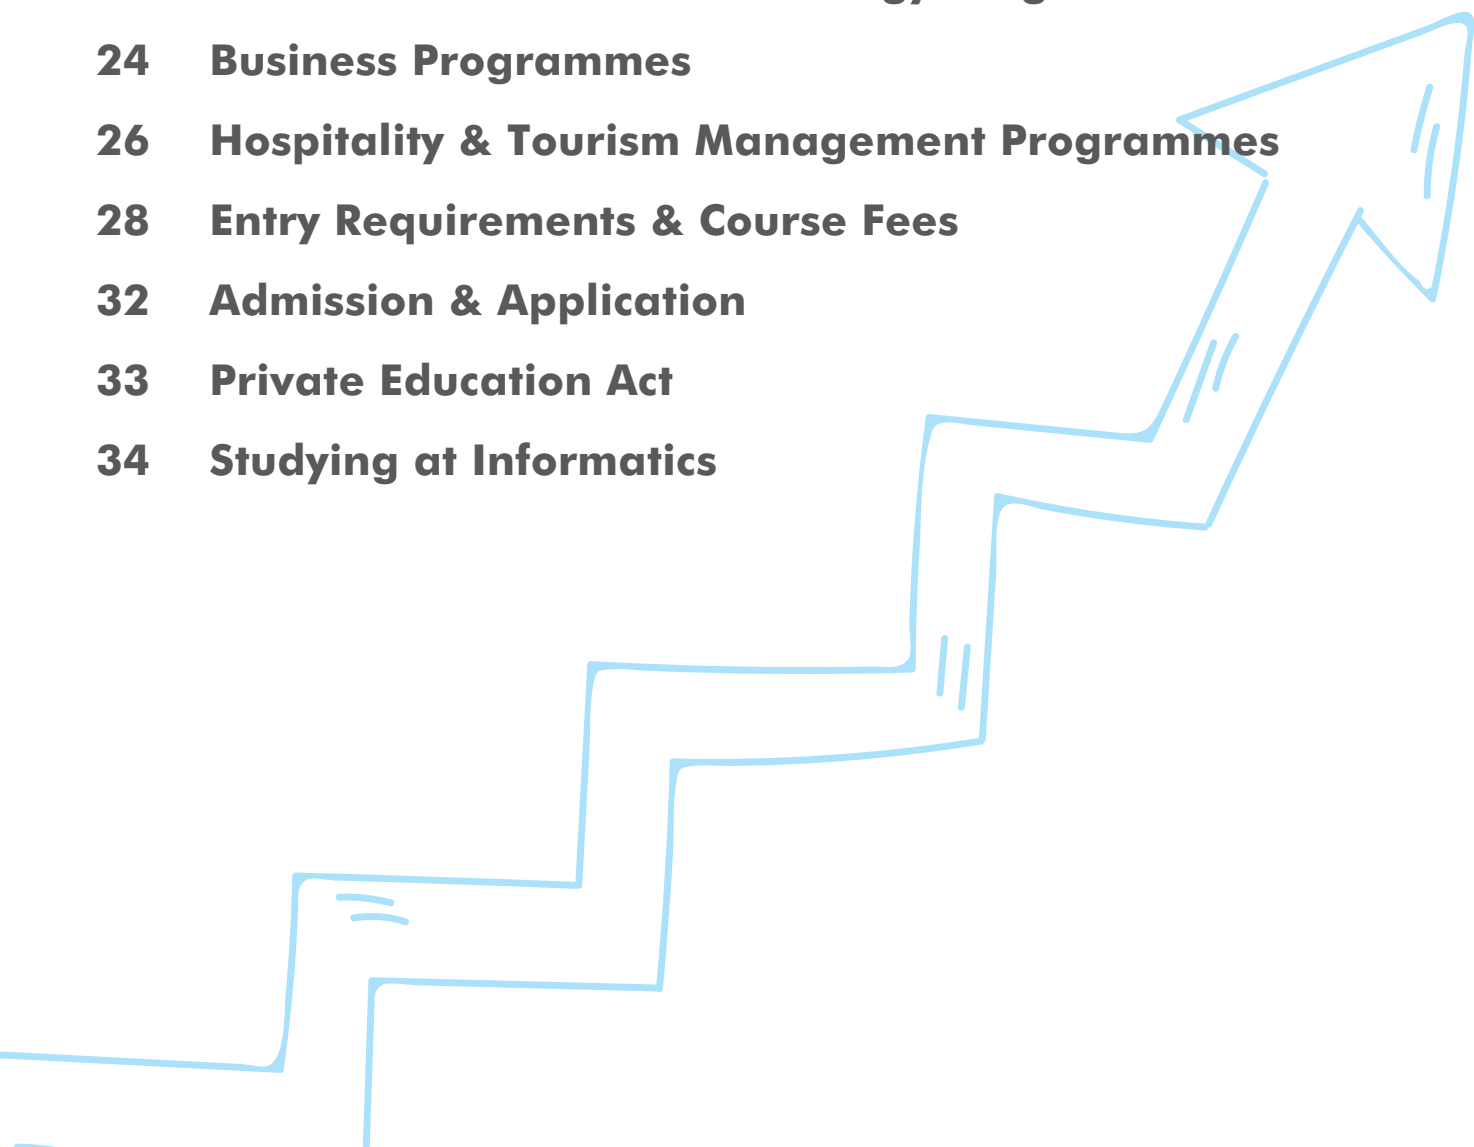 24 Business Programmes
26 Hospitality & Tourism Management Programmes
28 Entry Requirements & Course Fees
32 Admission & Application
33 Private Education Act
34 Studying at Informatics